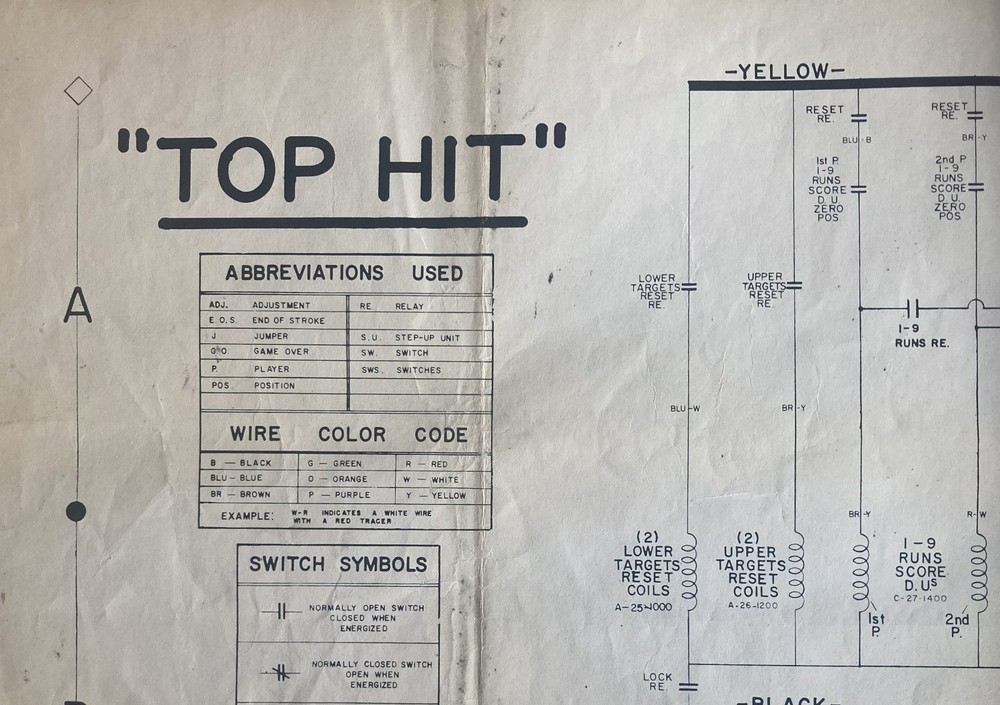 "TOP HIT"
A
ABBREVIATIONS USED
ADJ. ADJUSTMENT RE RELAY
E.O.S. END OF STROKE
J JUMPER S.U. STEP-UP UNIT
G.O. GAME OVER SW. SWITCH
P. PLAYER SWS. SWITCHES
POS. POSITION
WIRE COLOR CODE
B — BLACK G — GREEN R — RED
BLU — BLUE O — ORANGE W — WHITE
BR — BROWN P — PURPLE Y — YELLOW
EXAMPLE: W-R INDICATES A WHITE WIRE
WITH A RED TRACER
SWITCH SYMBOLS
NORMALLY OPEN SWITCH
CLOSED WHEN
ENERGIZED
NORMALLY CLOSED SWITCH
OPEN WHEN
ENERGIZED
-YELLOW-
RESET
RE.
BLU-B
1st P.
1-9
RUNS
SCORE
D.U.
ZERO
POS
RESET
RE.
BR-Y
2nd P
1-9
RUNS
SCORE
D.U.
ZERO
POS
LOWER
TARGETS
RESET
RE
UPPER
TARGETS
RESET
RE
1-9
RUNS RE.
BLU-W
BR-Y
BR-Y
R-W
(2)
LOWER
TARGETS
RESET
COILS
(2)
UPPER
TARGETS
RESET
COILS
A-26-1200
1-9
RUNS
SCORE
D.U.S
C-27-1400
1st
P.
2nd
P.
LOCK
RE.
-BLACK-